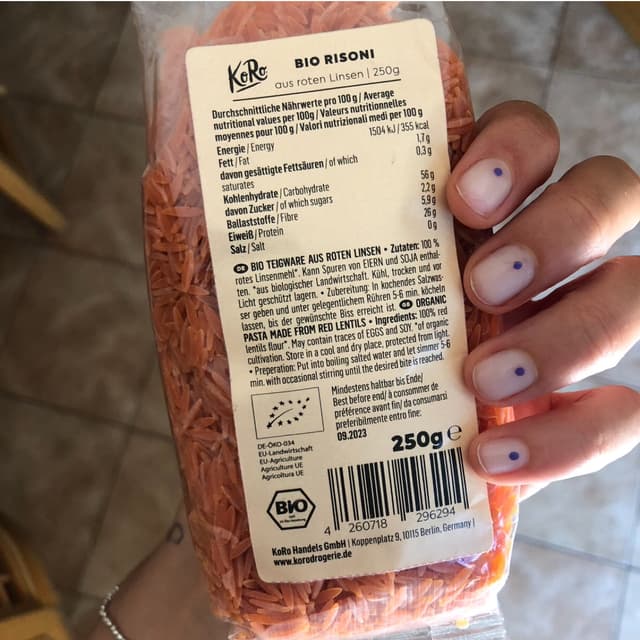 KoRo
BIO RISONI
aus roten Linsen | 250g
Durchschnittliche Nährwerte pro 100 g / Average
nutritional values per 100g / Valeurs nutritionnelles
moyennes pour 100 g / Valori nutrizionali medi per 100 g
Energie / Energy 1504 kJ / 355 kcal
Fett / Fat 1,7g
davon gesättigte Fettsäuren / of which 0,3g
saturates
Kohlenhydrate / Carbohydrate 56 g
davon Zucker / of which sugars 2,2g
Ballaststoffe / Fibre 5,9g
Eiweiß / Protein 26 g
Salz / Salt 0g
DE BIO TEIGWARE AUS ROTEN LINSEN • Zutaten: 100 %
rotes Linsenmehl*. Kann Spuren von EIERN und SOJA enthal-
ten. *aus biologischer Landwirtschaft. Kühl, trocken und vor
Licht geschützt lagern. • Zubereitung: In kochendes Salzwas-
ser geben und unter gelegentlichem Rühren 5-6 min. köcheln
lassen, bis der gewünschte Biss erreicht ist. GB ORGANIC
PASTA MADE FROM RED LENTILS • Ingredients: 100% red
lentils flour*. May contain traces of EGGS and SOY. *of organic
cultivation. Store in a cool and dry place, protected from light.
• Preperation: Put into boiling salted water and let simmer 5-6
min. with occasional stirring until the desired bite is reached.
Mindestens haltbar bis Ende/
Best before end/ à consommer de
préférence avant fin/ da consumarsi
preferibilmente entro fine:
09.2023
250g e
DE-ÖKO-034
EU-Landwirtschaft
EU-Agriculture
Agriculture UE
Agricoltura UE
BIO
4 260718 296294
KoRo Handels GmbH | Koppenplatz 9, 10115 Berlin, Germany |
www.korodrogerie.de